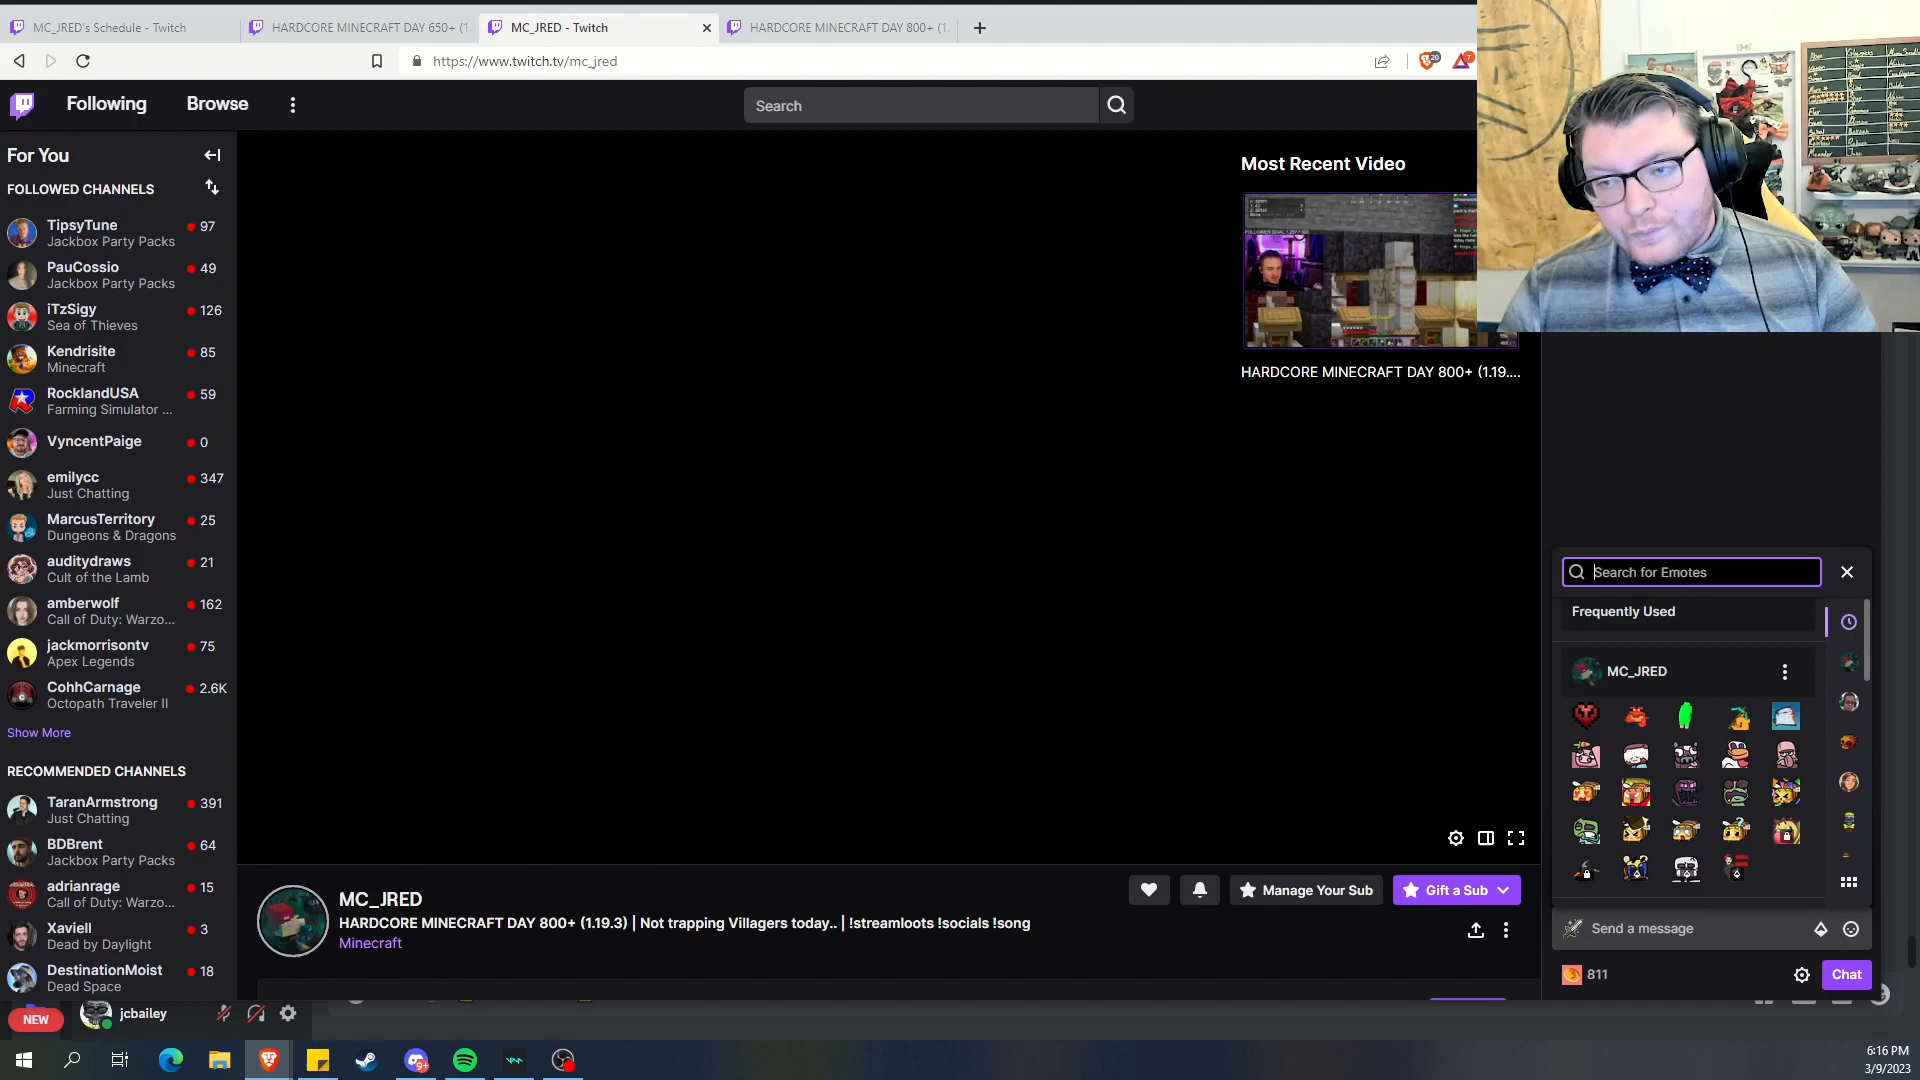 MC_JRED's Schedule - Twitch
HARDCORE MINECRAFT DAY 650+ (1.
MC_JRED - Twitch
HARDCORE MINECRAFT DAY 800+ (1.
https://www.twitch.tv/mc_jred
20
7
Following
Browse
Search
For You
FOLLOWED CHANNELS
TipsyTune
97
Jackbox Party Packs
PauCossio
49
Jackbox Party Packs
iTzSigy
126
Sea of Thieves
Kendrisite
85
Minecraft
RocklandUSA
59
Farming Simulator ...
VyncentPaige
0
emilycc
347
Just Chatting
MarcusTerritory
25
Dungeons & Dragons
auditydraws
21
Cult of the Lamb
amberwolf
162
Call of Duty: Warzo...
jackmorrisontv
75
Apex Legends
CohhCarnage
2.6K
Octopath Traveler II
Show More
RECOMMENDED CHANNELS
TaranArmstrong
391
Just Chatting
BDBrent
64
Jackbox Party Packs
adrianrage
15
Call of Duty: Warzo...
Xaviell
3
Dead by Daylight
DestinationMoist
18
Dead Space
Most Recent Video
HARDCORE MINECRAFT DAY 800+ (1.19....
MC_JRED
HARDCORE MINECRAFT DAY 800+ (1.19.3) | Not trapping Villagers today.. | !streamloots !socials !song
Minecraft
Manage Your Sub
Gift a Sub
Search for Emotes
Frequently Used
MC_JRED
Send a message
811
Chat
NEW
jcbailey
9+
6:16 PM
3/9/2023